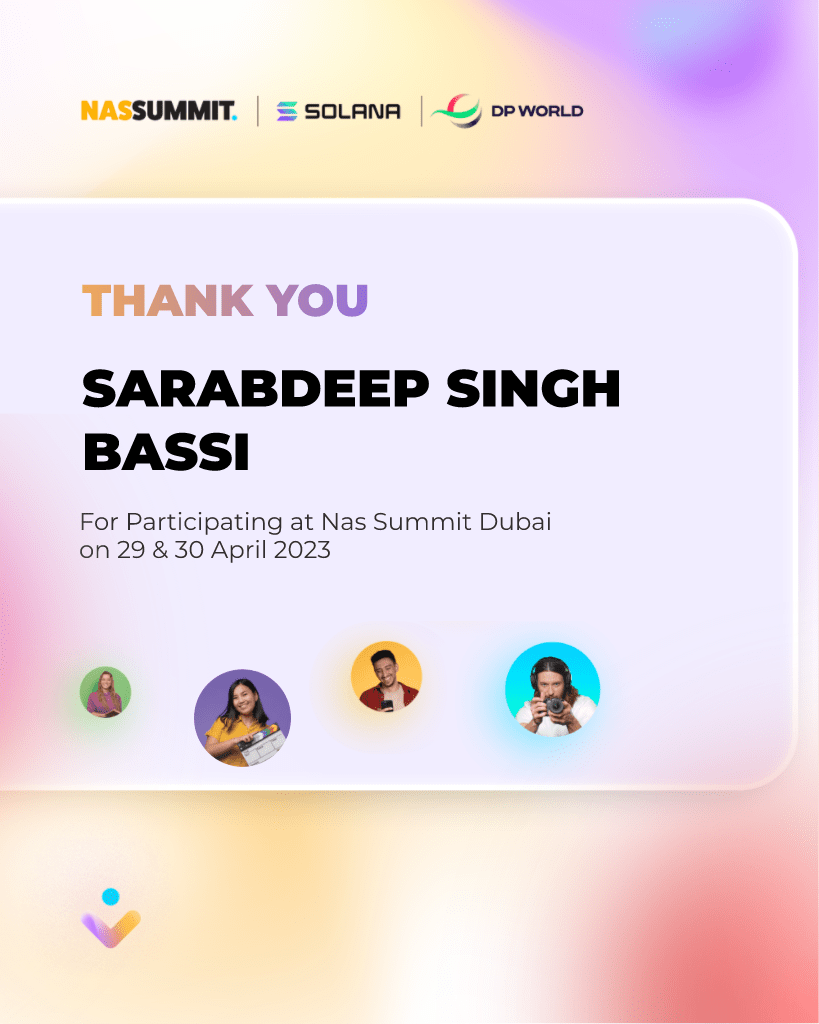 NASSUMMIT. SOLANA DP WORLD
THANK YOU
SARABDEEP SINGH
BASSI
For Participating at Nas Summit Dubai
on 29 & 30 April 2023